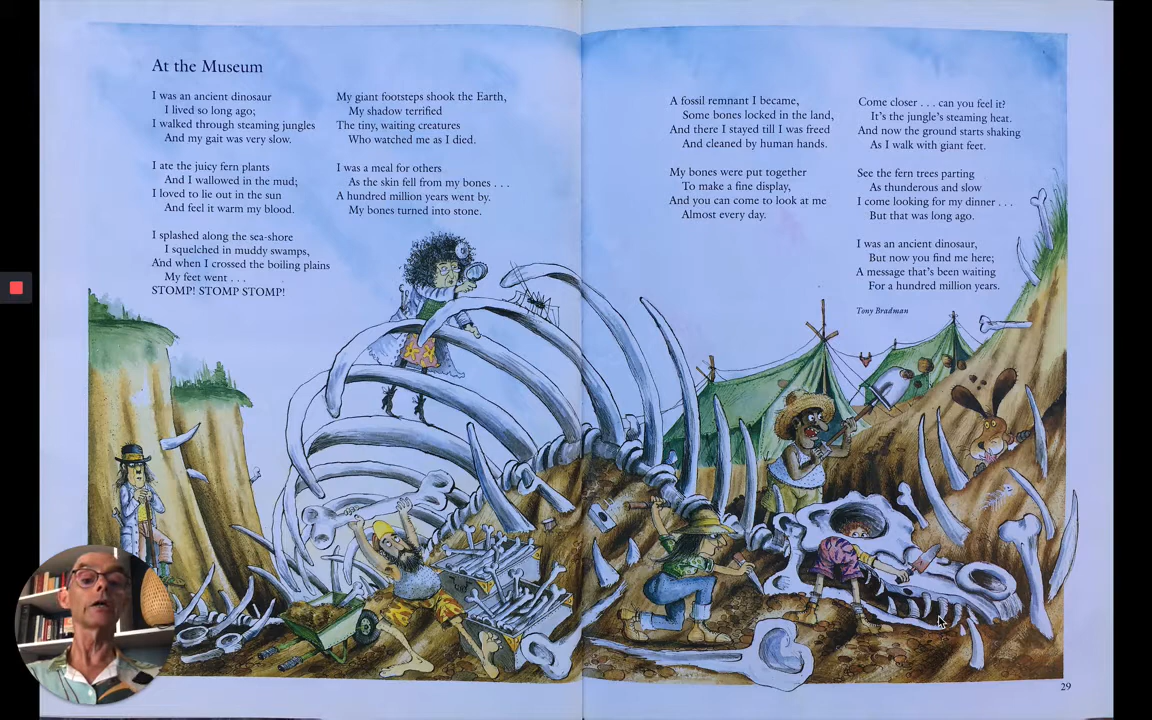 At the Museum
I was an ancient dinosaur
I lived so long ago;
I walked through steaming jungles
And my gait was very slow.
I ate the juicy fern plants
And I wallowed in the mud;
I loved to lie out in the sun
And feel it warm my blood.
I splashed along the sea-shore
I squelched in muddy swamps,
And when I crossed the boiling plains
My feet went . . .
STOMP! STOMP STOMP!
My giant footsteps shook the Earth,
My shadow terrified
The tiny, waiting creatures
Who watched me as I died.
I was a meal for others
As the skin fell from my bones . . .
A hundred million years went by.
My bones turned into stone.
A fossil remnant I became,
Some bones locked in the land,
And there I stayed till I was freed
And cleaned by human hands.
My bones were put together
To make a fine display,
And you can come to look at me
Almost every day.
Come closer . . . can you feel it?
It's the jungle's steaming heat.
And now the ground starts shaking
As I walk with giant feet.
See the fern trees parting
As thunderous and slow
I come looking for my dinner . . .
But that was long ago.
I was an ancient dinosaur,
But now you find me here;
A message that's been waiting
For a hundred million years.
Tony Bradman
29